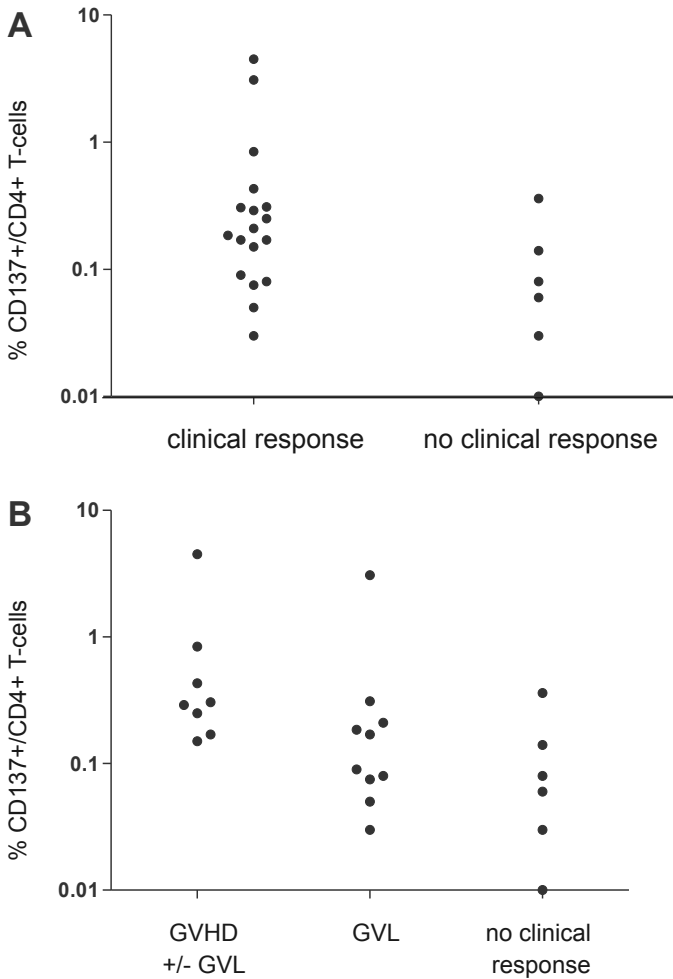 A
% CD137+/CD4+ T-cells
10
1
0.1
0.01
clinical response
no clinical response
B
% CD137+/CD4+ T-cells
10
1
0.1
0.01
GVHD
+/- GVL
GVL
no clinical
response